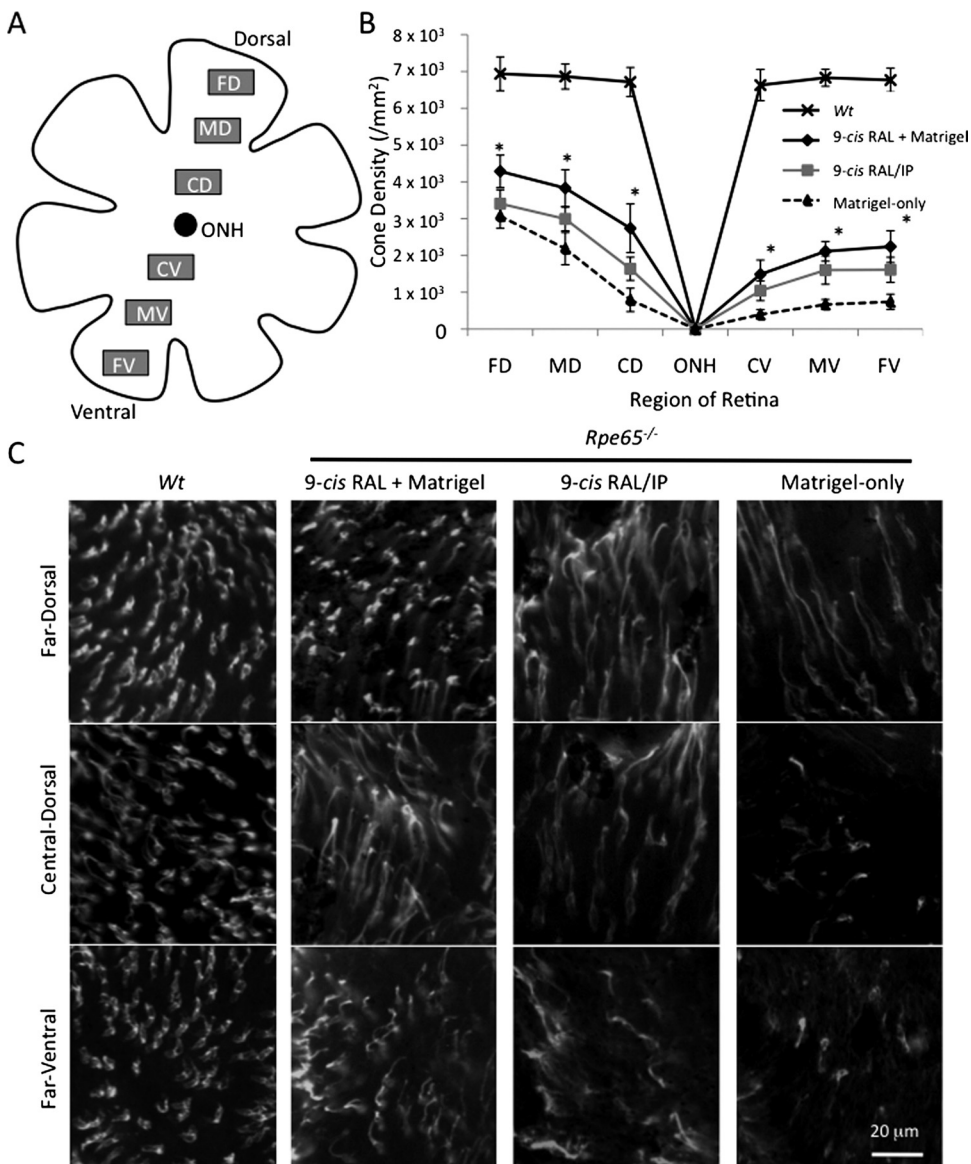 A
Dorsal
FD
MD
CD
ONH
CV
MV
FV
Ventral
B
Cone Density (/mm²)
8 x 10³
7 x 10³
6 x 10³
5 x 10³
4 x 10³
3 x 10³
2 x 10³
1 x 10³
0
* * * * * *
Wt
9-cis RAL + Matrigel
9-cis RAL/IP
Matrigel-only
FD MD CD ONH CV MV FV
Region of Retina
C
Rpe65⁻/⁻
Wt 9-cis RAL + Matrigel 9-cis RAL/IP Matrigel-only
Far-Dorsal
Central-Dorsal
Far-Ventral
20 µm